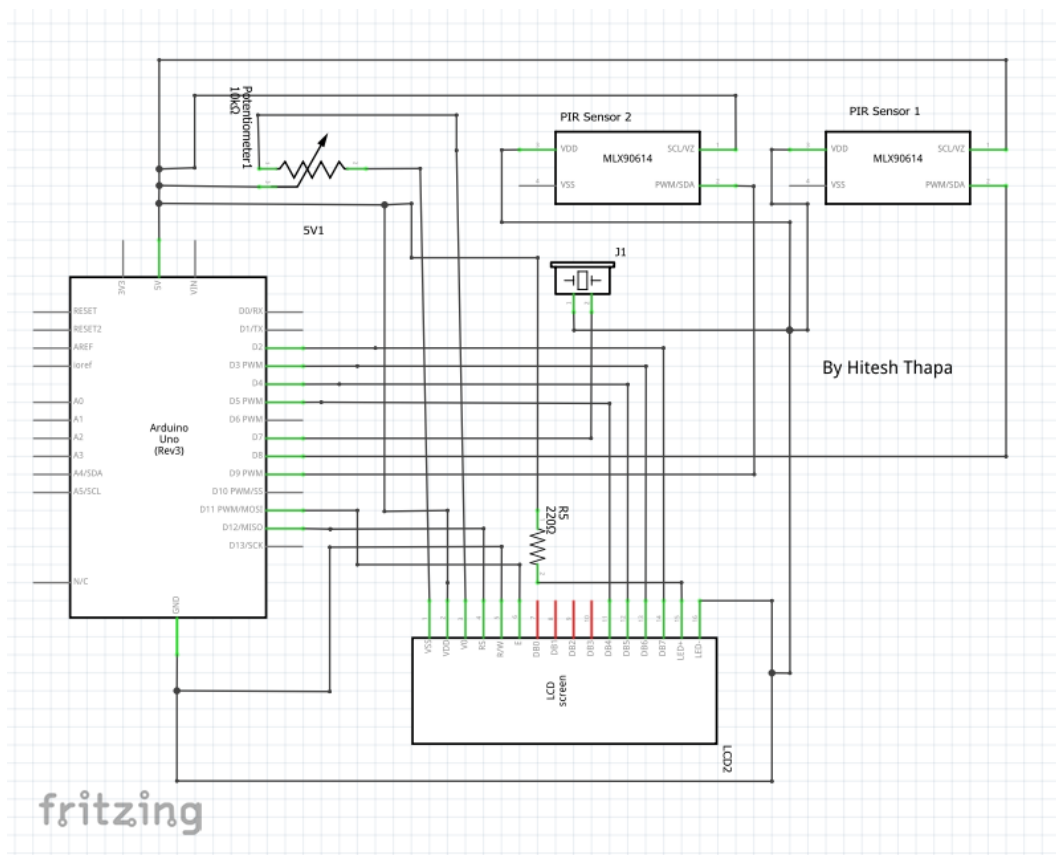 Potentiometer1
10kΩ
PIR Sensor 2
PIR Sensor 1
VDD
VSS
MLX90614
SCL/VZ
PWM/SDA
VDD
VSS
MLX90614
SCL/VZ
PWM/SDA
5V1
J1
3V3
5V
VIN
RESET
RESET2
AREF
ioref
A0
A1
A2
A3
A4/SDA
A5/SCL
N/C
Arduino
Uno
(Rev3)
D0/RX
D1/TX
D2
D3 PWM
D4
D5 PWM
D6 PWM
D7
D8
D9 PWM
D10 PWM/SS
D11 PWM/MOSI
D12/MISO
D13/SCK
GND
By Hitesh Thapa
R5
220Ω
VSS
VDD
V0
RS
R/W
E
DB0
DB1
DB2
DB3
DB4
DB5
DB6
DB7
LED+
LED-
screen
LCD
LCD2
fritzing